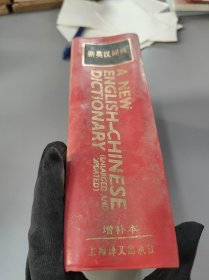 新英汉词典
A NEW
ENGLISH-CHINESE
DICTIONARY
(ENLARGED AND
UPDATED)
增补本
上海译文出版社